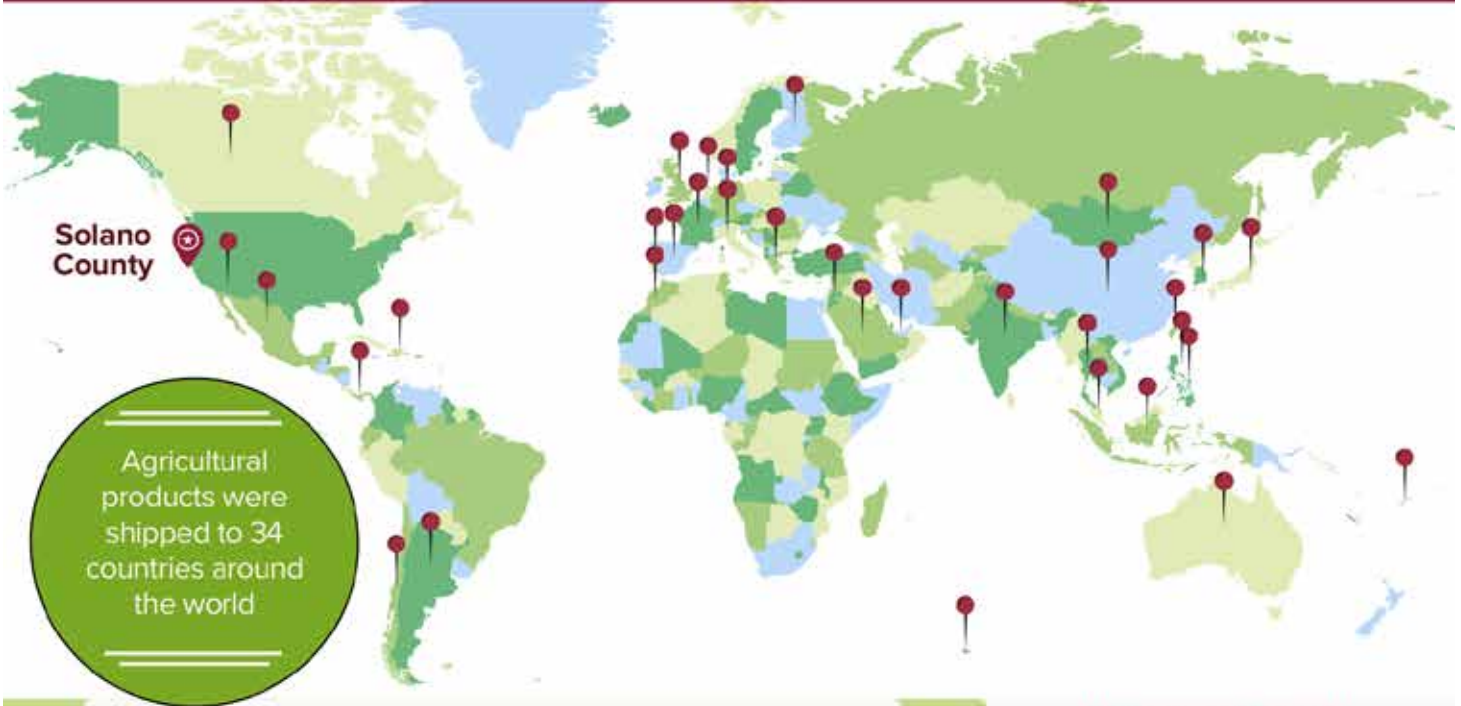 Solano
County
Agricultural
products were
shipped to 34
countries around
the world